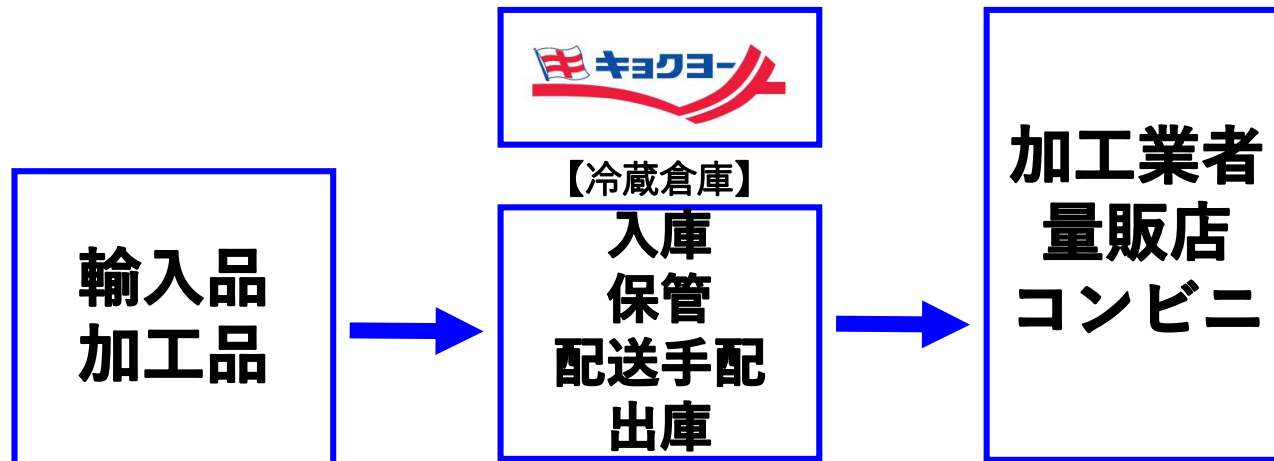 キョクヨー
【冷蔵倉庫】
輸入品
加工品
入庫
保管
配送手配
出庫
加工業者
量販店
コンビニ